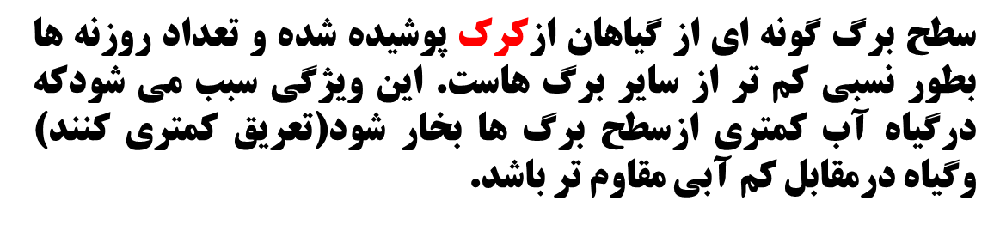 سطح برگ گونه ای از گیاهان ازکرک پوشیده شده و تعداد روزنه ها
بطور نسبی کم تر از سایر برگ هاست. این ویژگی سبب می شودکه
درگیاه آب کمتری ازسطح برگ ها بخار شود(تعریق کمتری کنند)
وگیاه درمقابل کم آبی مقاوم تر باشد.